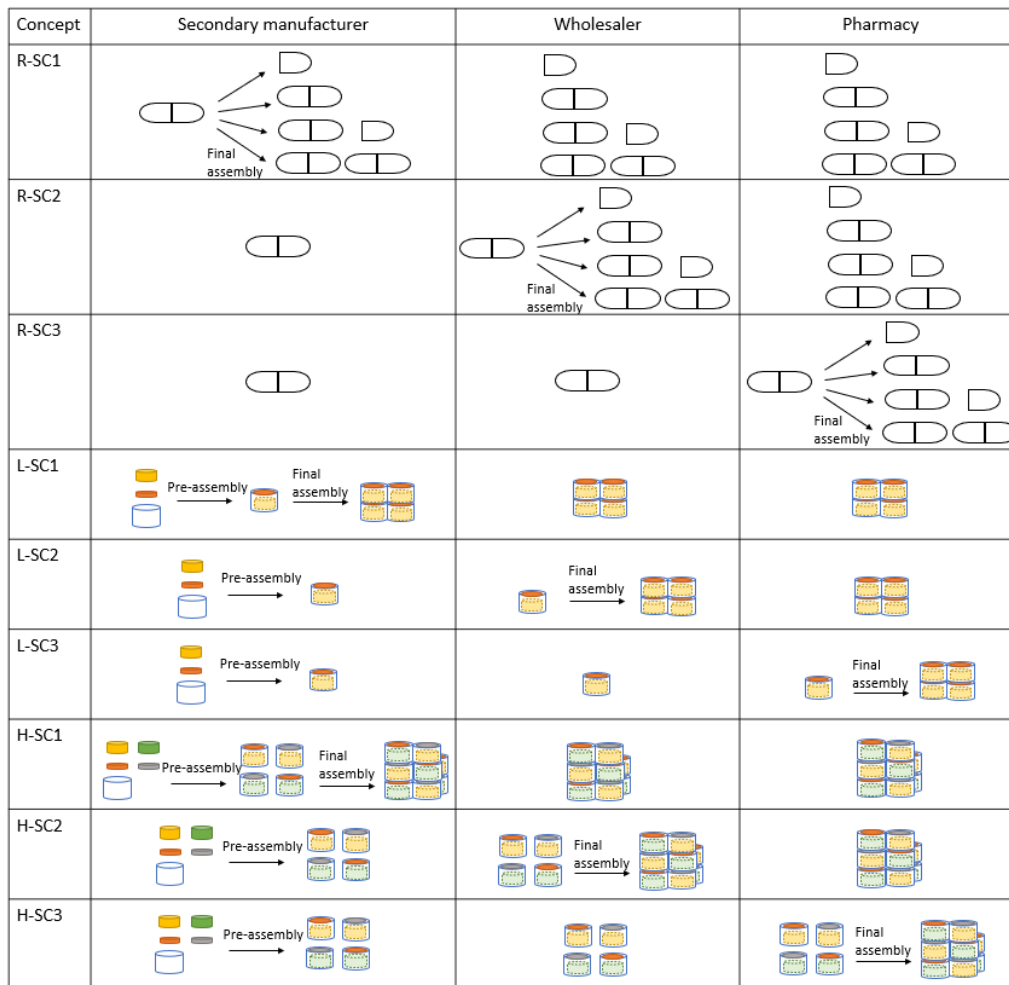 Concept
Secondary manufacturer
Wholesaler
Pharmacy
R-SC1
Final
assembly
R-SC2
Final
assembly
R-SC3
Final
assembly
L-SC1
Pre-assembly
Final
assembly
L-SC2
Pre-assembly
Final
assembly
L-SC3
Pre-assembly
Final
assembly
H-SC1
Pre-assembly
Final
assembly
H-SC2
Pre-assembly
Final
assembly
H-SC3
Pre-assembly
Final
assembly